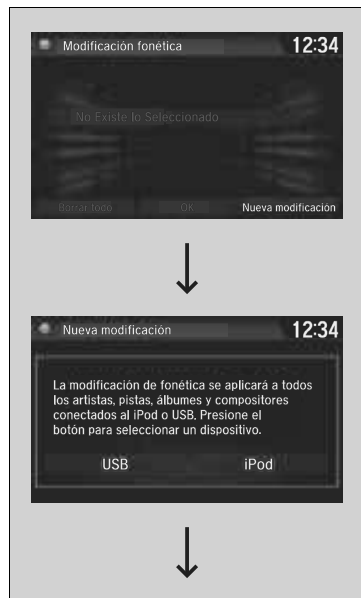 Modificación fonética
12:34
No Existe lo Seleccionado
Borrar todo
OK
Nueva modificación
Nueva modificación
12:34
La modificación de fonética se aplicará a todos
los artistas, pistas, álbumes y compositores
conectados al iPod o USB. Presione el
botón para seleccionar un dispositivo.
USB
iPod